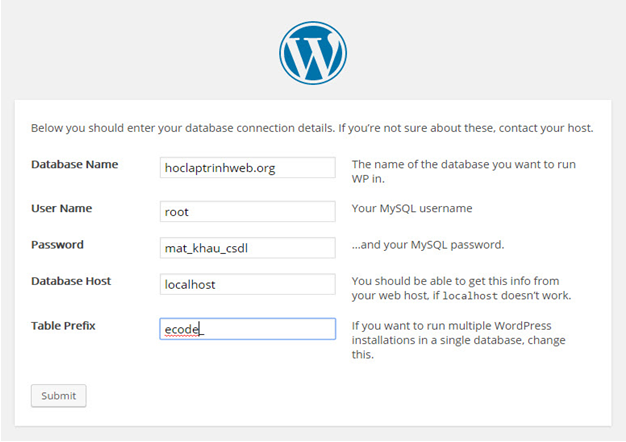 Below you should enter your database connection details. If you're not sure about these, contact your host.
Database Name
hoclaptrinhweb.org
The name of the database you want to run
WP in.
User Name
root
Your MySQL username
Password
mat_khau_csdl
...and your MySQL password.
Database Host
localhost
You should be able to get this info from
your web host, if localhost doesn't work.
Table Prefix
ecode_
If you want to run multiple WordPress
installations in a single database, change
this.
Submit